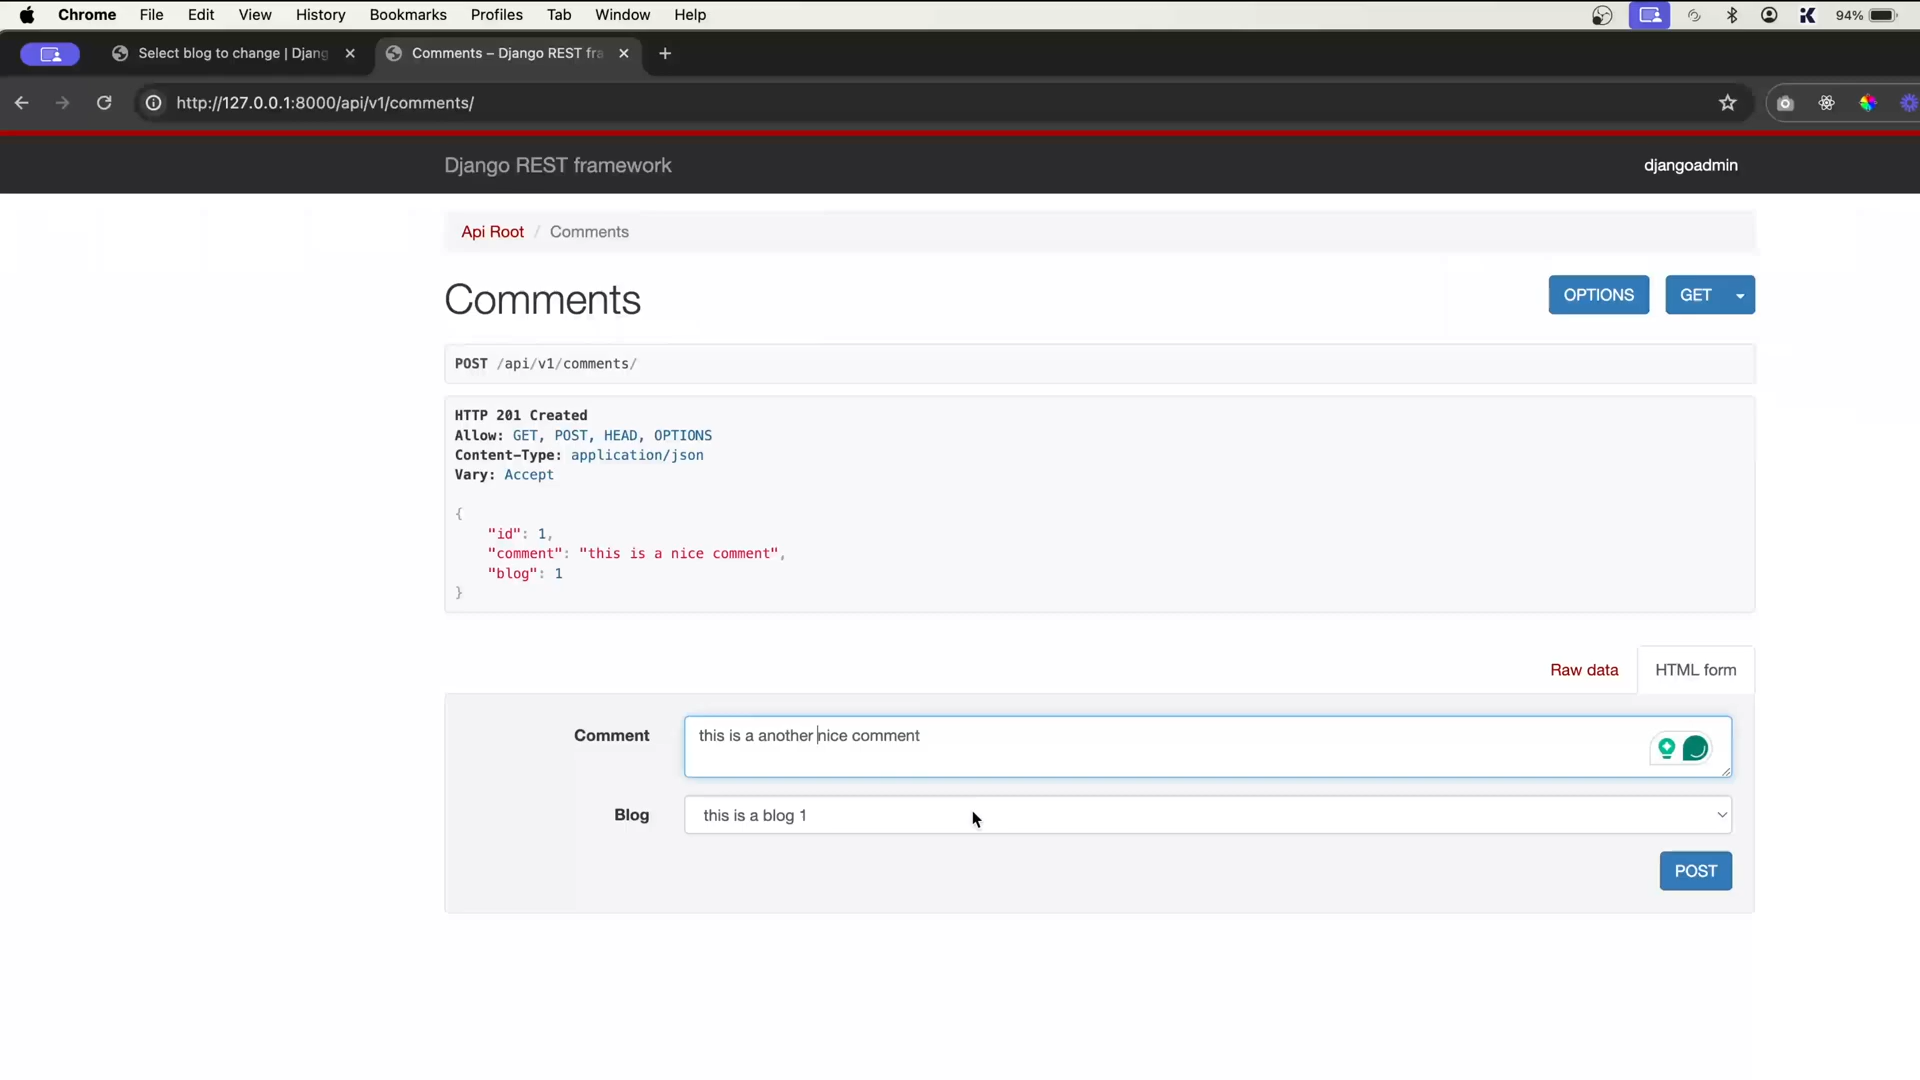 Chrome File Edit View History Bookmarks Profiles Tab Window Help 94%
Select blog to change | Djang Comments – Django REST fra
http://127.0.0.1:8000/api/v1/comments/
Django REST framework djangoadmin
Api Root / Comments
Comments OPTIONS GET
POST /api/v1/comments/
HTTP 201 Created
Allow: GET, POST, HEAD, OPTIONS
Content-Type: application/json
Vary: Accept
{
"id": 1,
"comment": "this is a nice comment",
"blog": 1
}
Raw data HTML form
Comment this is a another nice comment
Blog this is a blog 1
POST